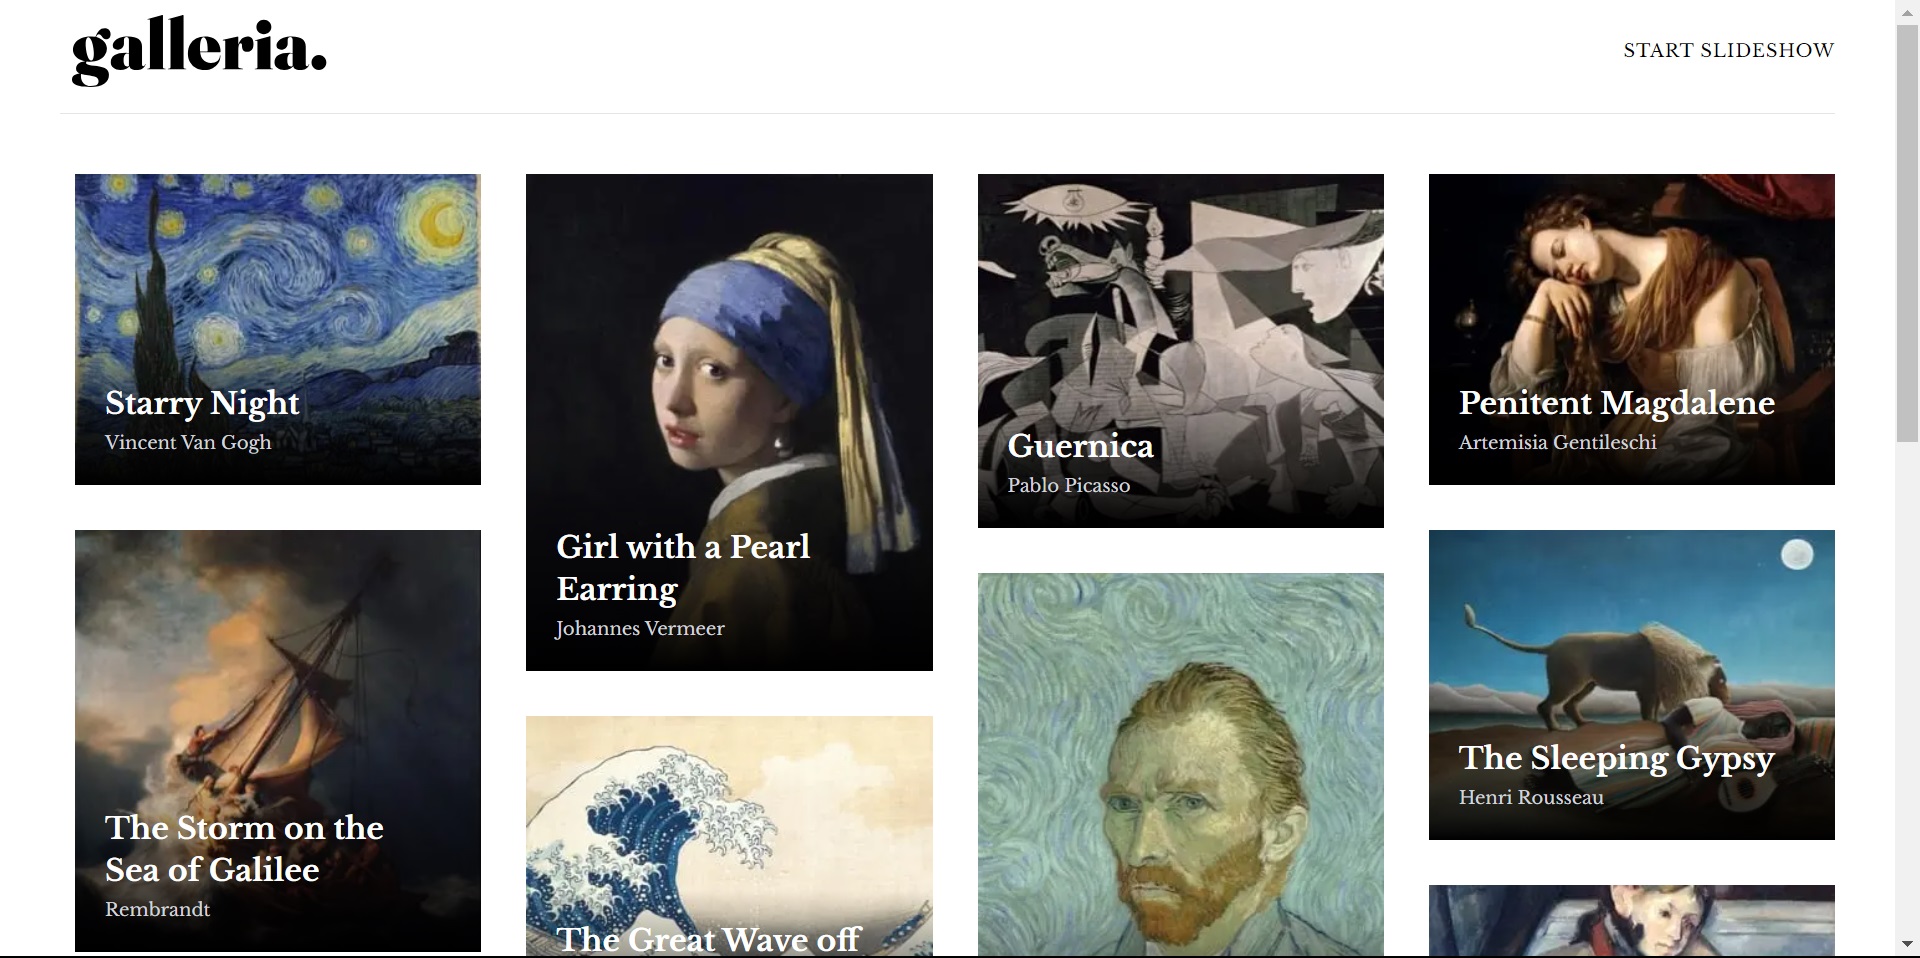 galleria.
START SLIDESHOW
Starry Night
Vincent Van Gogh
Girl with a Pearl
Earring
Johannes Vermeer
Guernica
Pablo Picasso
Penitent Magdalene
Artemisia Gentileschi
The Storm on the
Sea of Galilee
Rembrandt
The Great Wave off
The Sleeping Gypsy
Henri Rousseau